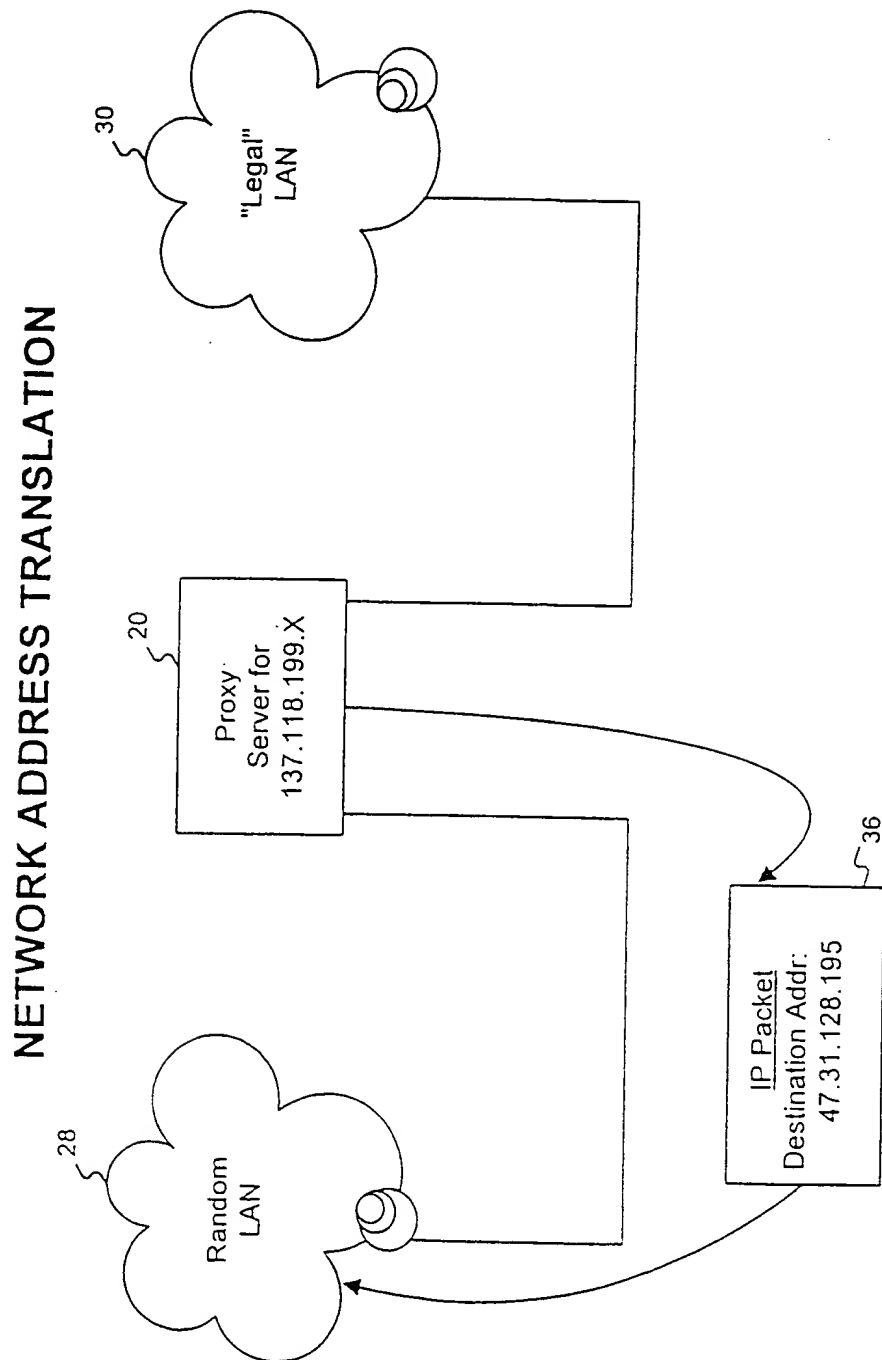 NETWORK ADDRESS TRANSLATION
28
Random
LAN
20
Proxy
Server for
137.118.199.X
30
"Legal"
LAN
36
IP Packet
Destination Addr:
47.31.128.195